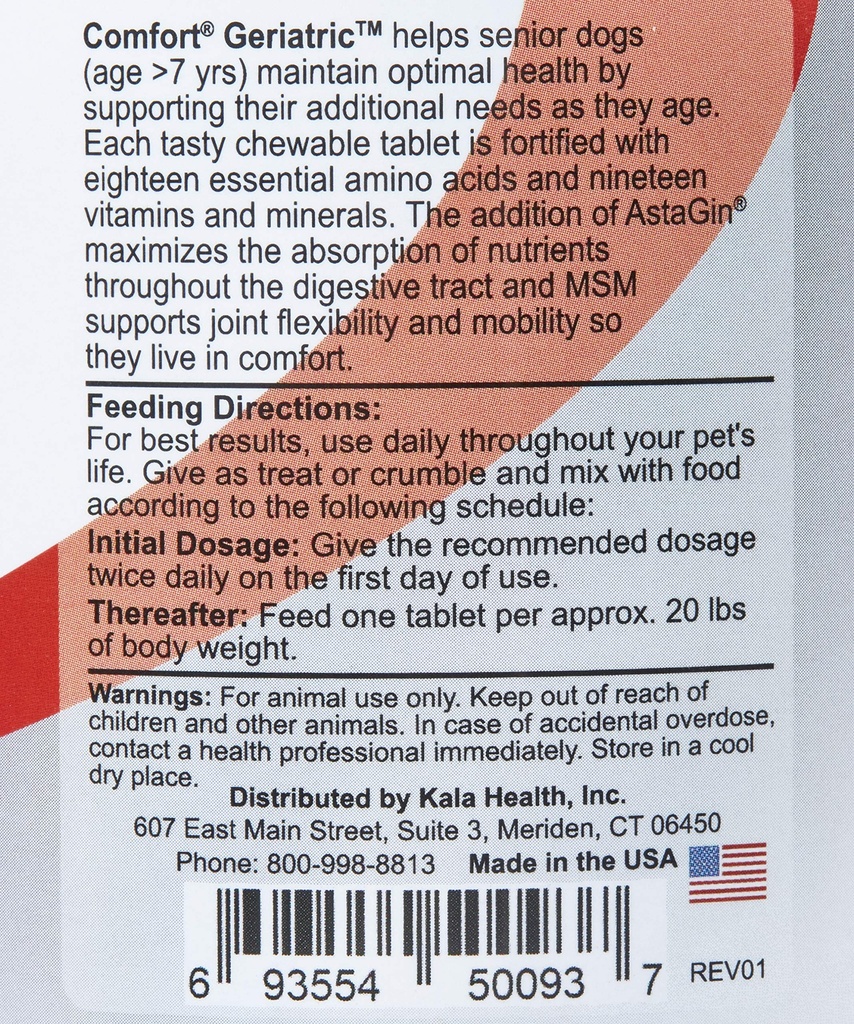 Comfort® Geriatric™ helps senior dogs
(age >7 yrs) maintain optimal health by
supporting their additional needs as they age.
Each tasty chewable tablet is fortified with
eighteen essential amino acids and nineteen
vitamins and minerals. The addition of AstaGin®
maximizes the absorption of nutrients
throughout the digestive tract and MSM
supports joint flexibility and mobility so
they live in comfort.
Feeding Directions:
For best results, use daily throughout your pet's
life. Give as treat or crumble and mix with food
according to the following schedule:
Initial Dosage: Give the recommended dosage
twice daily on the first day of use.
Thereafter: Feed one tablet per approx. 20 lbs
of body weight.
Warnings: For animal use only. Keep out of reach of
children and other animals. In case of accidental overdose,
contact a health professional immediately. Store in a cool
dry place.
Distributed by Kala Health, Inc.
607 East Main Street, Suite 3, Meriden, CT 06450
Phone: 800-998-8813 Made in the USA
6 93554 50093 7 REV01